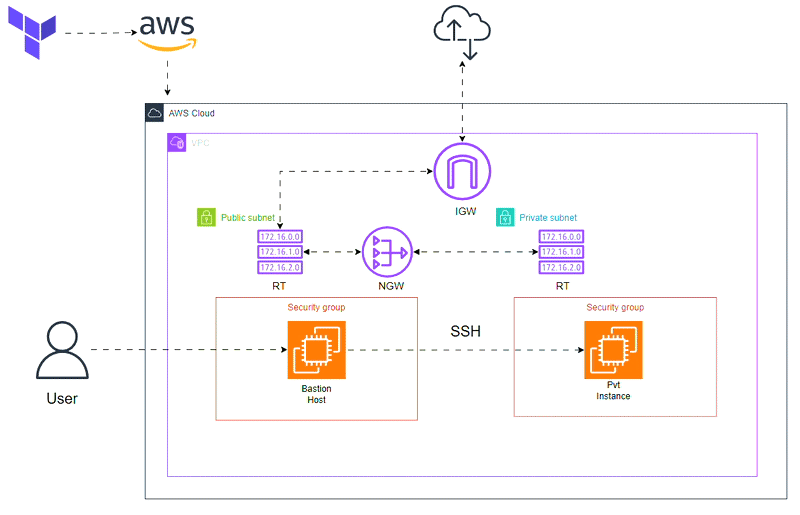 aws
AWS Cloud
VPC
IGW
Public subnet
Private subnet
172.16.0.0
172.16.1.0
172.16.2.0
RT
NGW
172.16.0.0
172.16.1.0
172.16.2.0
RT
Security group
Bastion
Host
SSH
Security group
Pvt
Instance
User